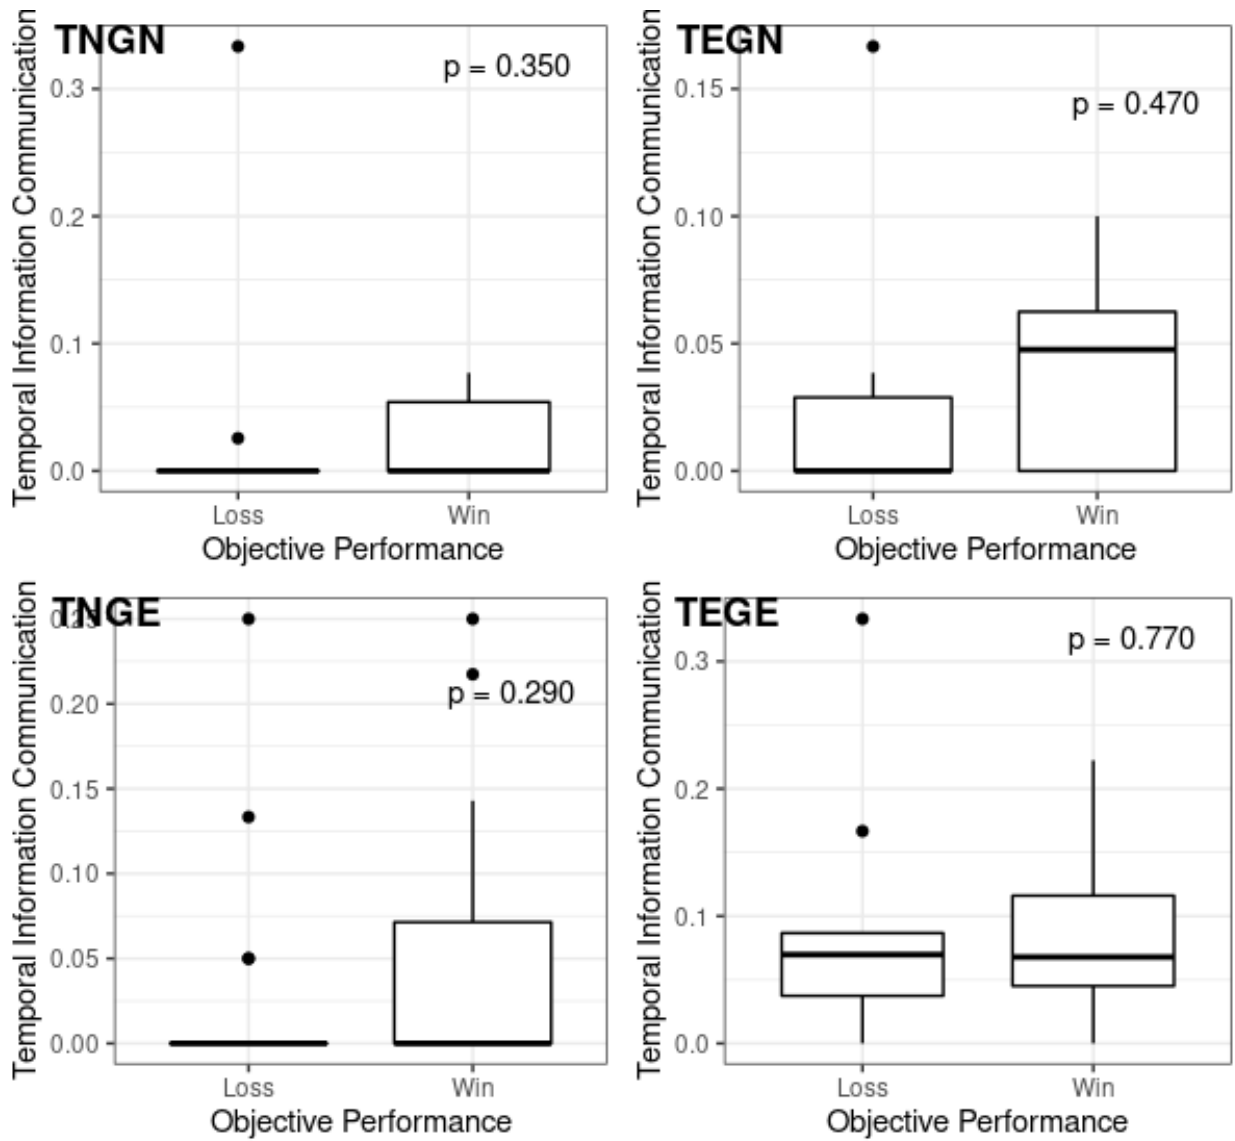 TNGN
p = 0.350
Temporal Information Communication
0.3
0.2
0.1
0.0
Loss Win
Objective Performance
TEGN
p = 0.470
Temporal Information Communication
0.15
0.10
0.05
0.00
Loss Win
Objective Performance
TNGE
p = 0.290
Temporal Information Communication
0.25
0.20
0.15
0.10
0.05
0.00
Loss Win
Objective Performance
TEGE
p = 0.770
Temporal Information Communication
0.3
0.2
0.1
0.0
Loss Win
Objective Performance